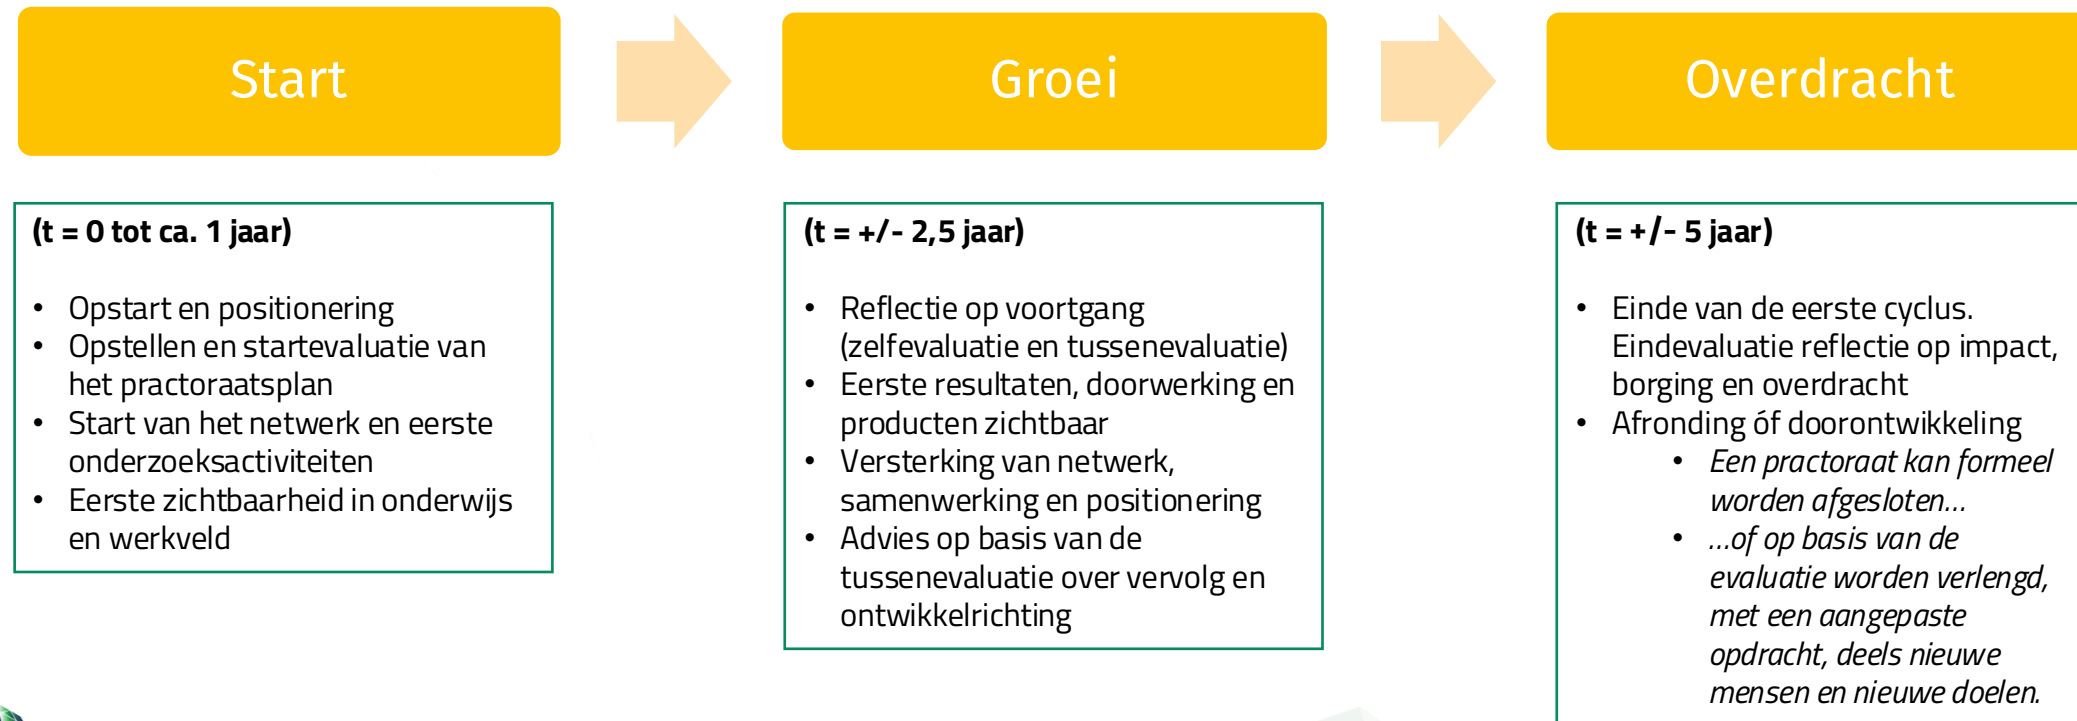 Start
Groei
Overdracht
(t = 0 tot ca. 1 jaar)
• Opstart en positionering
• Opstellen en startevaluatie van
het practoraatsplan
• Start van het netwerk en eerste
onderzoeksactiviteiten
• Eerste zichtbaarheid in onderwijs
en werkveld
(t = +/- 2,5 jaar)
• Reflectie op voortgang
(zelfevaluatie en tussenevaluatie)
• Eerste resultaten, doorwerking en
producten zichtbaar
• Versterking van netwerk,
samenwerking en positionering
• Advies op basis van de
tussenevaluatie over vervolg en
ontwikkelrichting
(t = +/- 5 jaar)
• Einde van de eerste cyclus.
Eindevaluatie reflectie op impact,
borging en overdracht
• Afronding óf doorontwikkeling
• Een practoraat kan formeel
worden afgesloten...
• ...of op basis van de
evaluatie worden verlengd,
met een aangepaste
opdracht, deels nieuwe
mensen en nieuwe doelen.